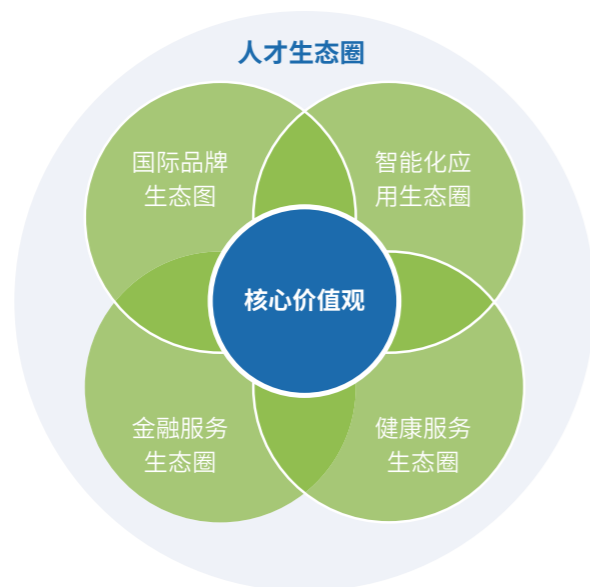 人才生态圈
国际品牌
生态图
智能化应
用生态圈
核心价值观
金融服务
生态圈
健康服务
生态圈